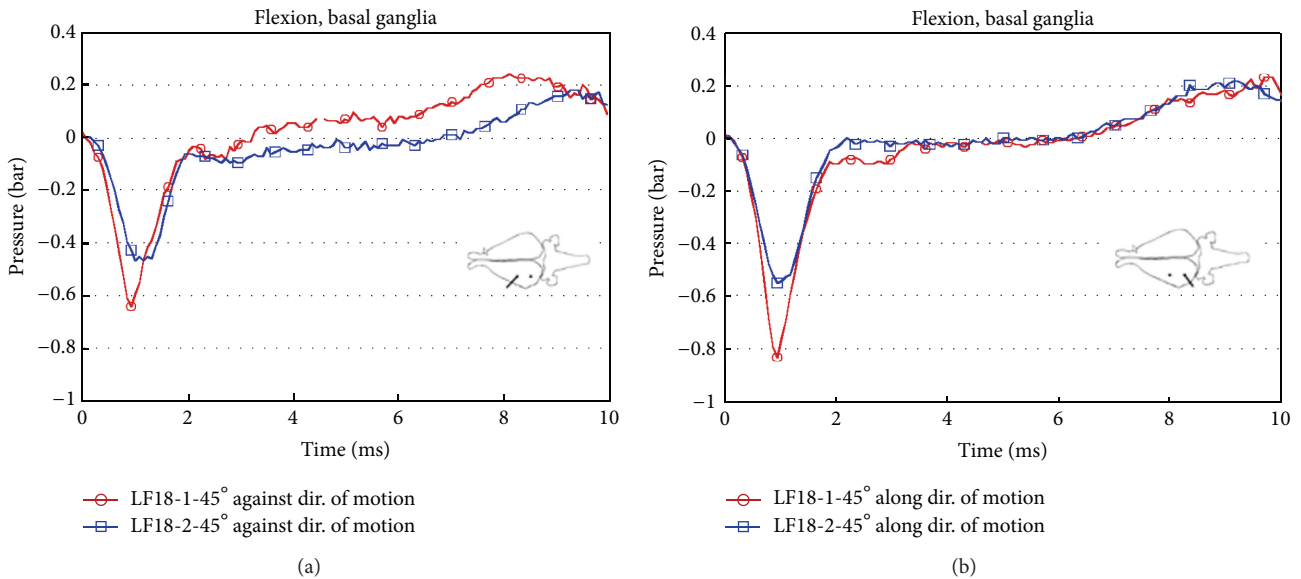 Flexion, basal ganglia
0.4
0.2
0
−0.2
−0.4
−0.6
−0.8
−1
Pressure (bar)
0 2 4 6 8 10
Time (ms)
LF18-1-45° against dir. of motion
LF18-2-45° against dir. of motion
(a)
Flexion, basal ganglia
0.4
0.2
0
−0.2
−0.4
−0.6
−0.8
−1
Pressure (bar)
0 2 4 6 8 10
Time (ms)
LF18-1-45° along dir. of motion
LF18-2-45° along dir. of motion
(b)